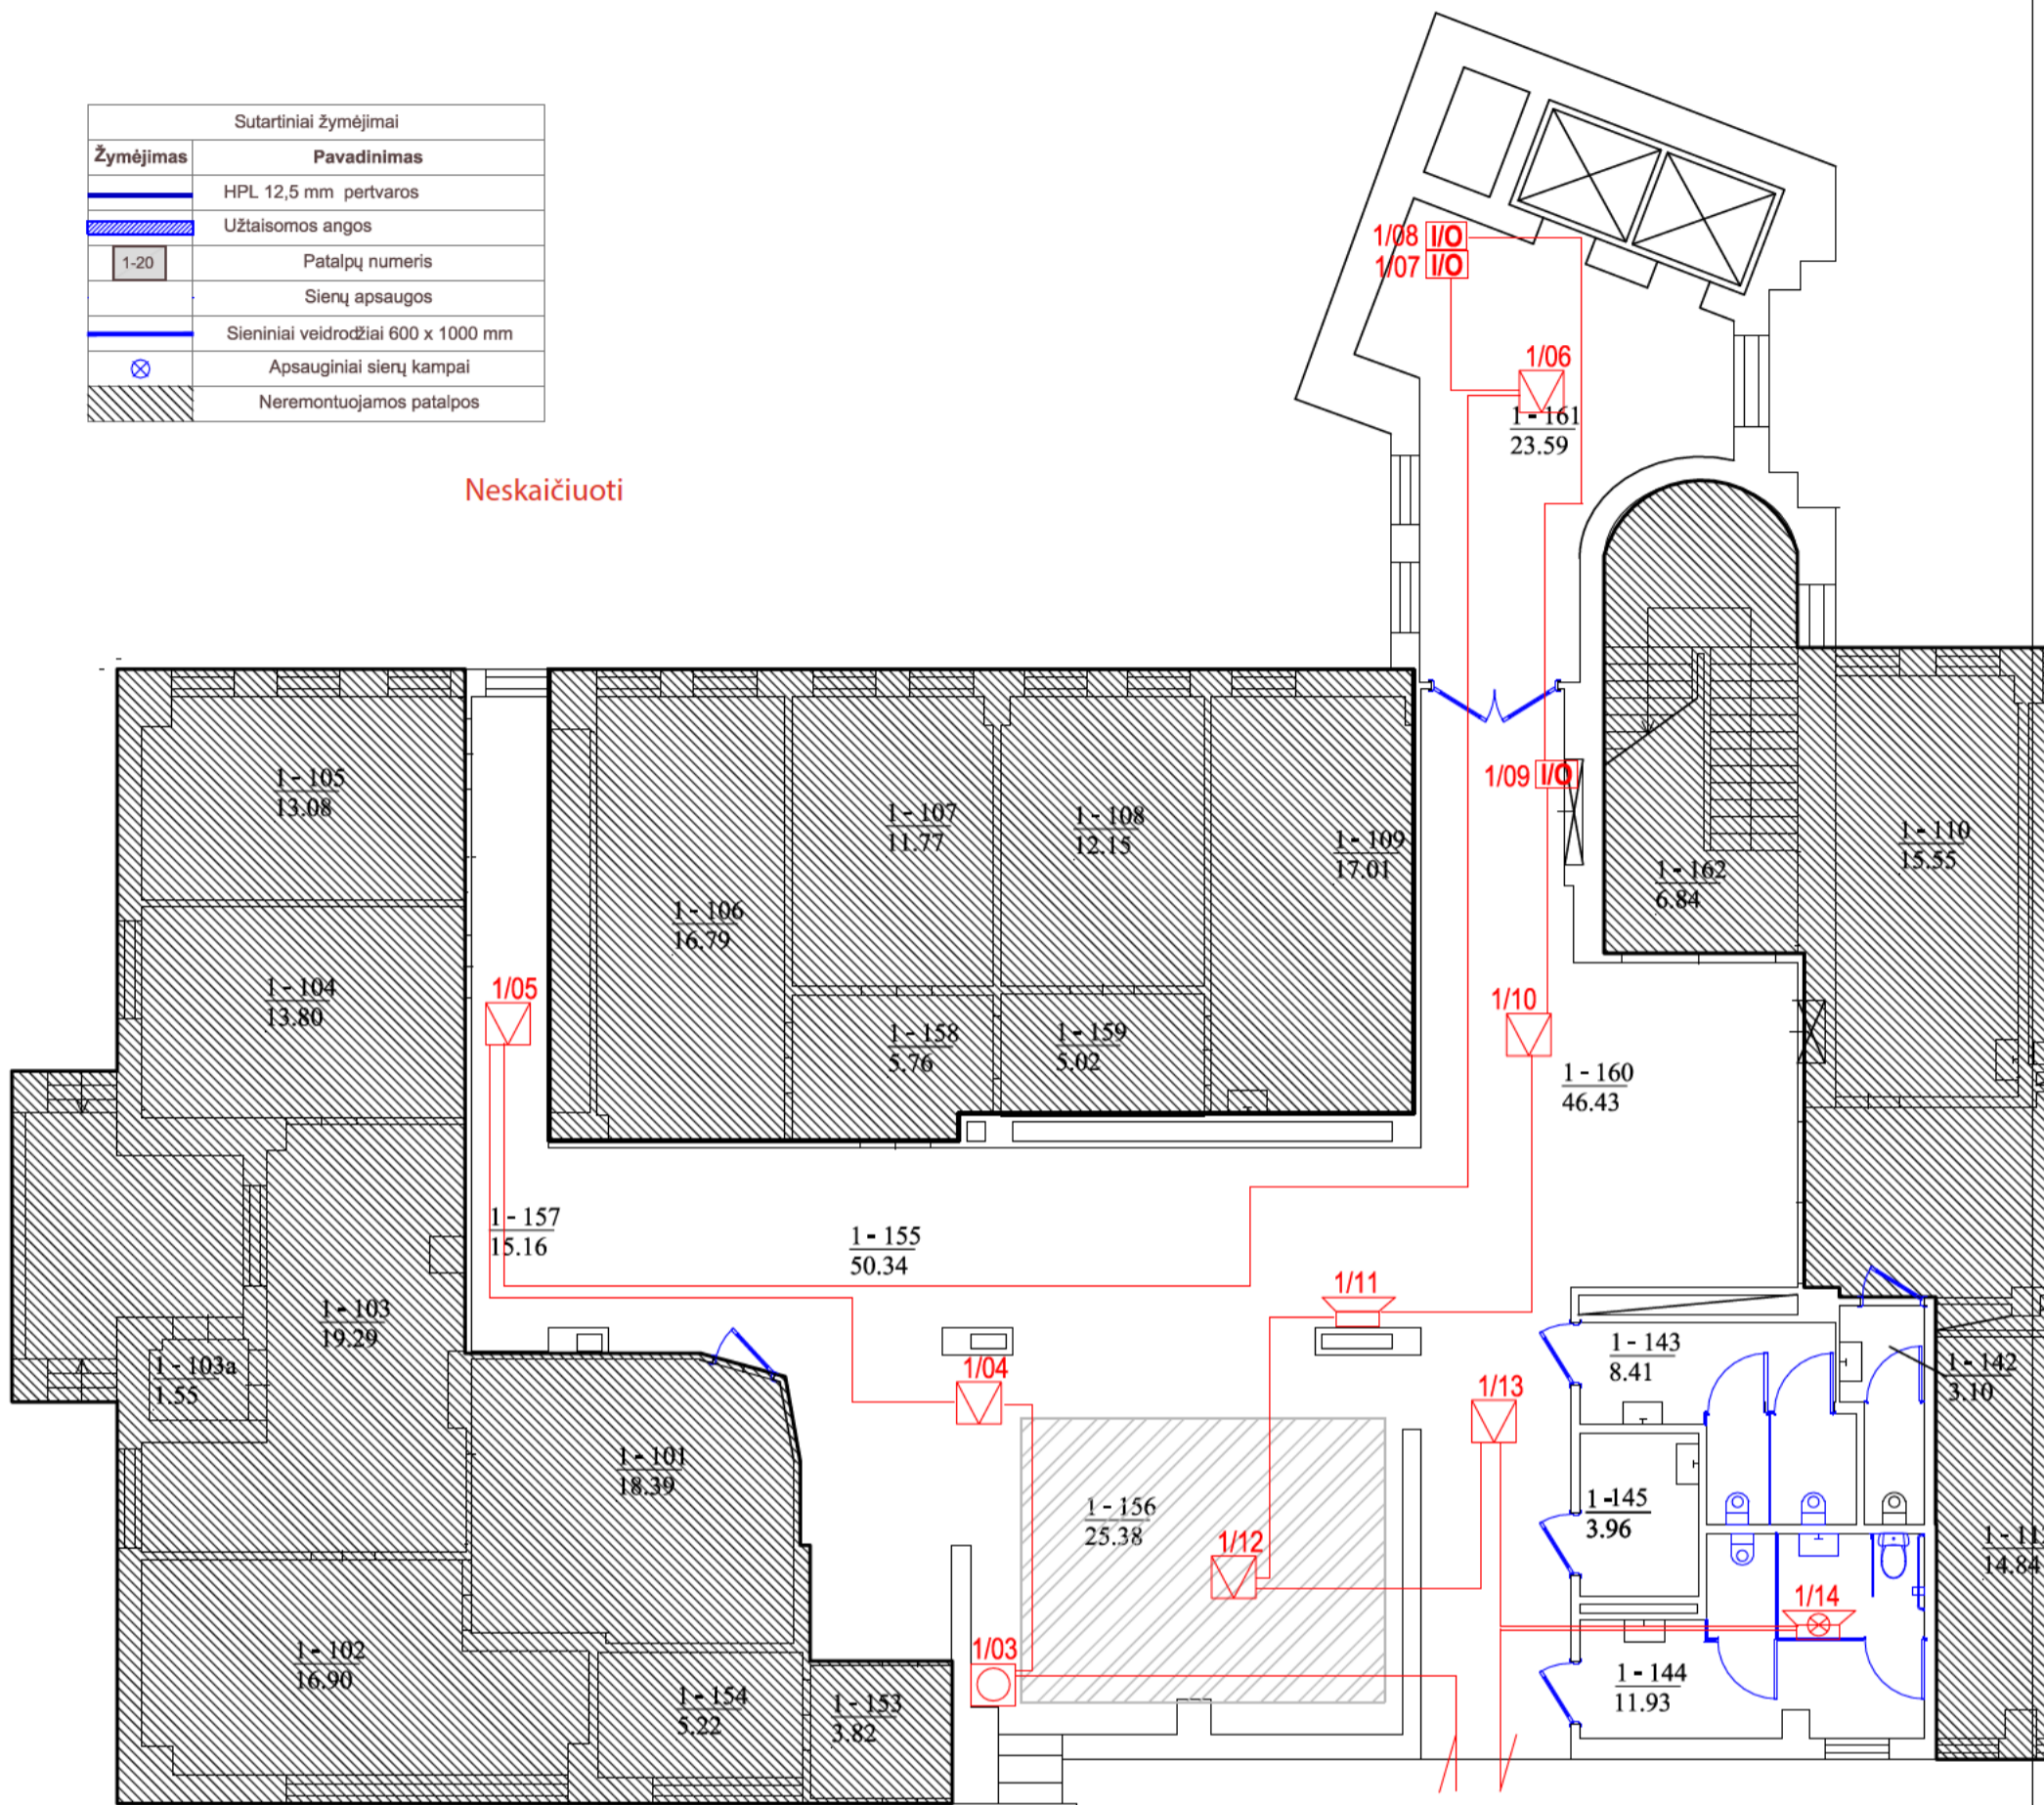 Sutartiniai žymėjimai
Žymėjimas Pavadinimas
HPL 12,5 mm pertvaros
Užtaisomos angos
1-20 Patalpų numeris
Sienų apsaugos
Sieniniai veidrodžiai 600 x 1000 mm
Apsauginiai sienų kampai
Neremontuojamos patalpos
Neskaičiuoti
1/08 I/O
1/07 I/O
1/06
1 - 161
23.59
1 - 105
13.08
1 - 107
11.77
1 - 108
12.15
1 - 109
17.01
1/09 I/O
1 - 162
6.84
1 - 110
15.55
1 - 106
16.79
1 - 104
13.80
1/05
1 - 158
5.76
1 - 159
5.02
1/10
1 - 160
46.43
1 - 157
15.16
1 - 155
50.34
1/11
1 - 103
19.29
1 - 103a
1.55
1/04
1/13
1 - 143
8.41
1 - 142
3.10
1 - 101
18.39
1 - 156
25.38
1/12
1 -145
3.96
14.84
1/14
1 - 102
16.90
1/03
1 - 154
5.22
1 - 153
3.82
1 - 144
11.93